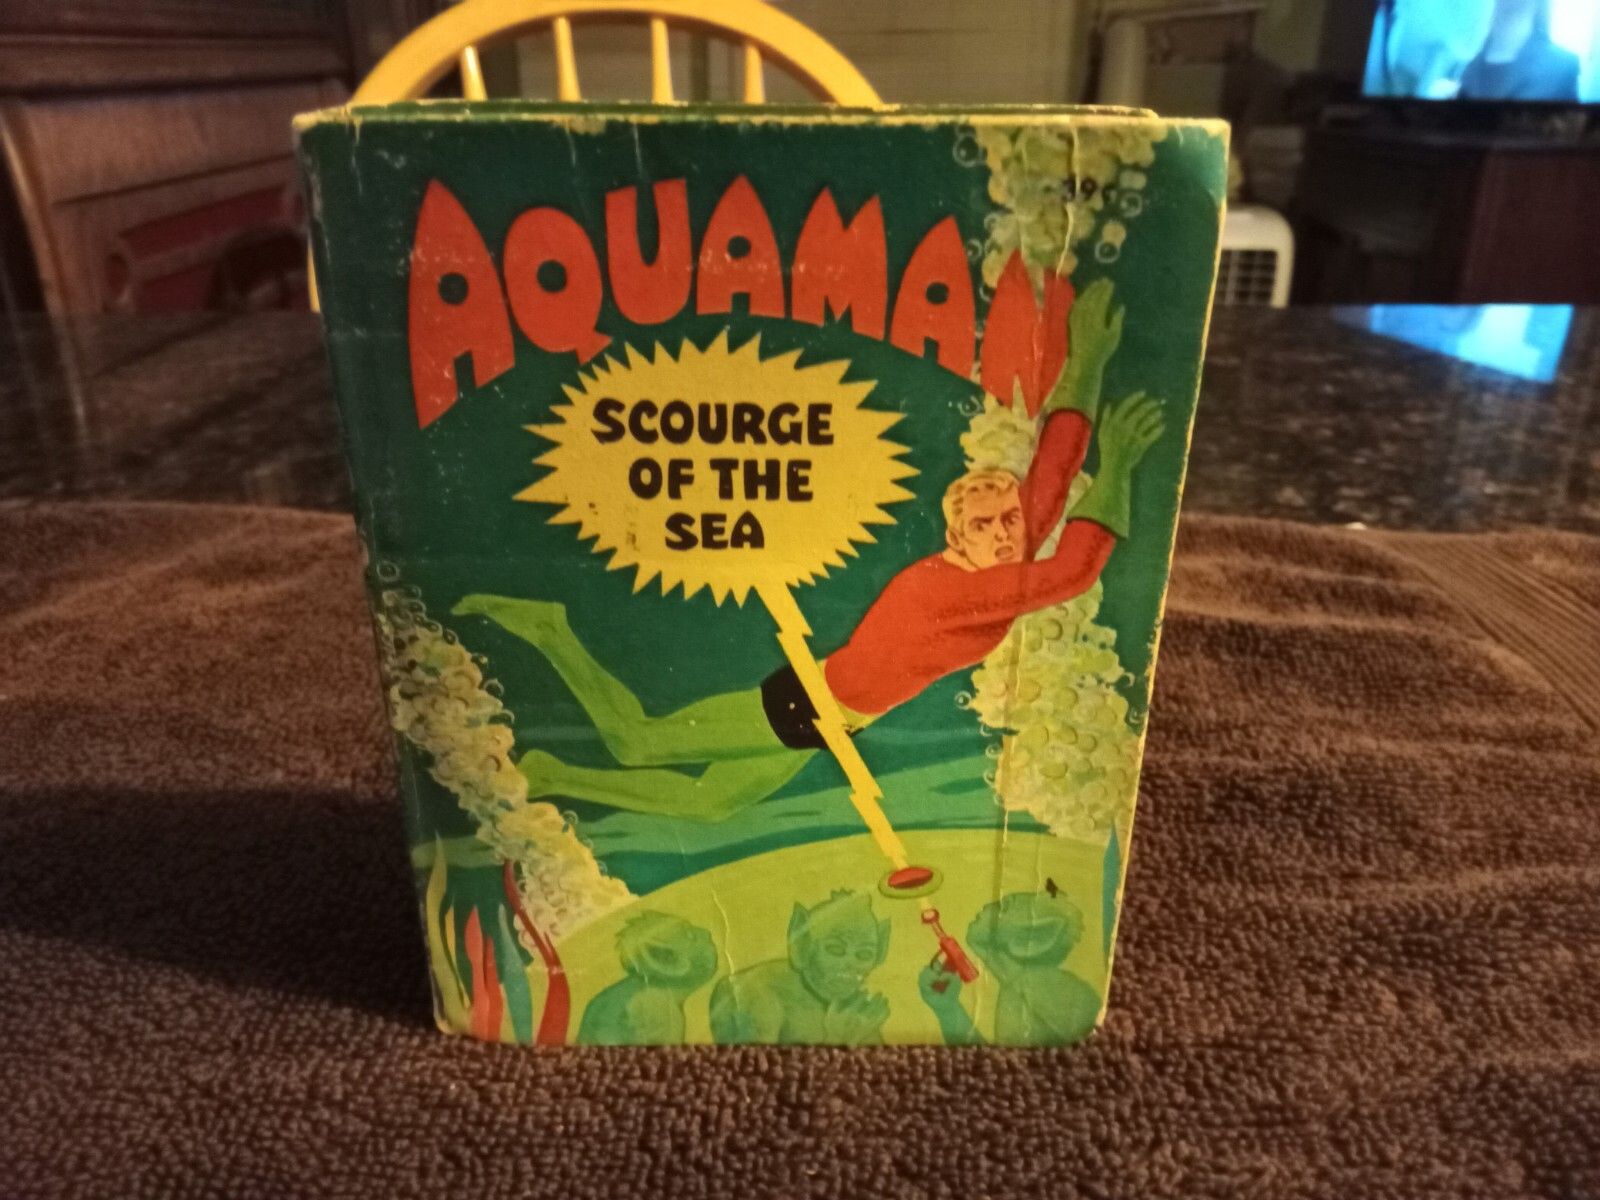 AQUAMAN
SCOURGE
OF THE
SEA